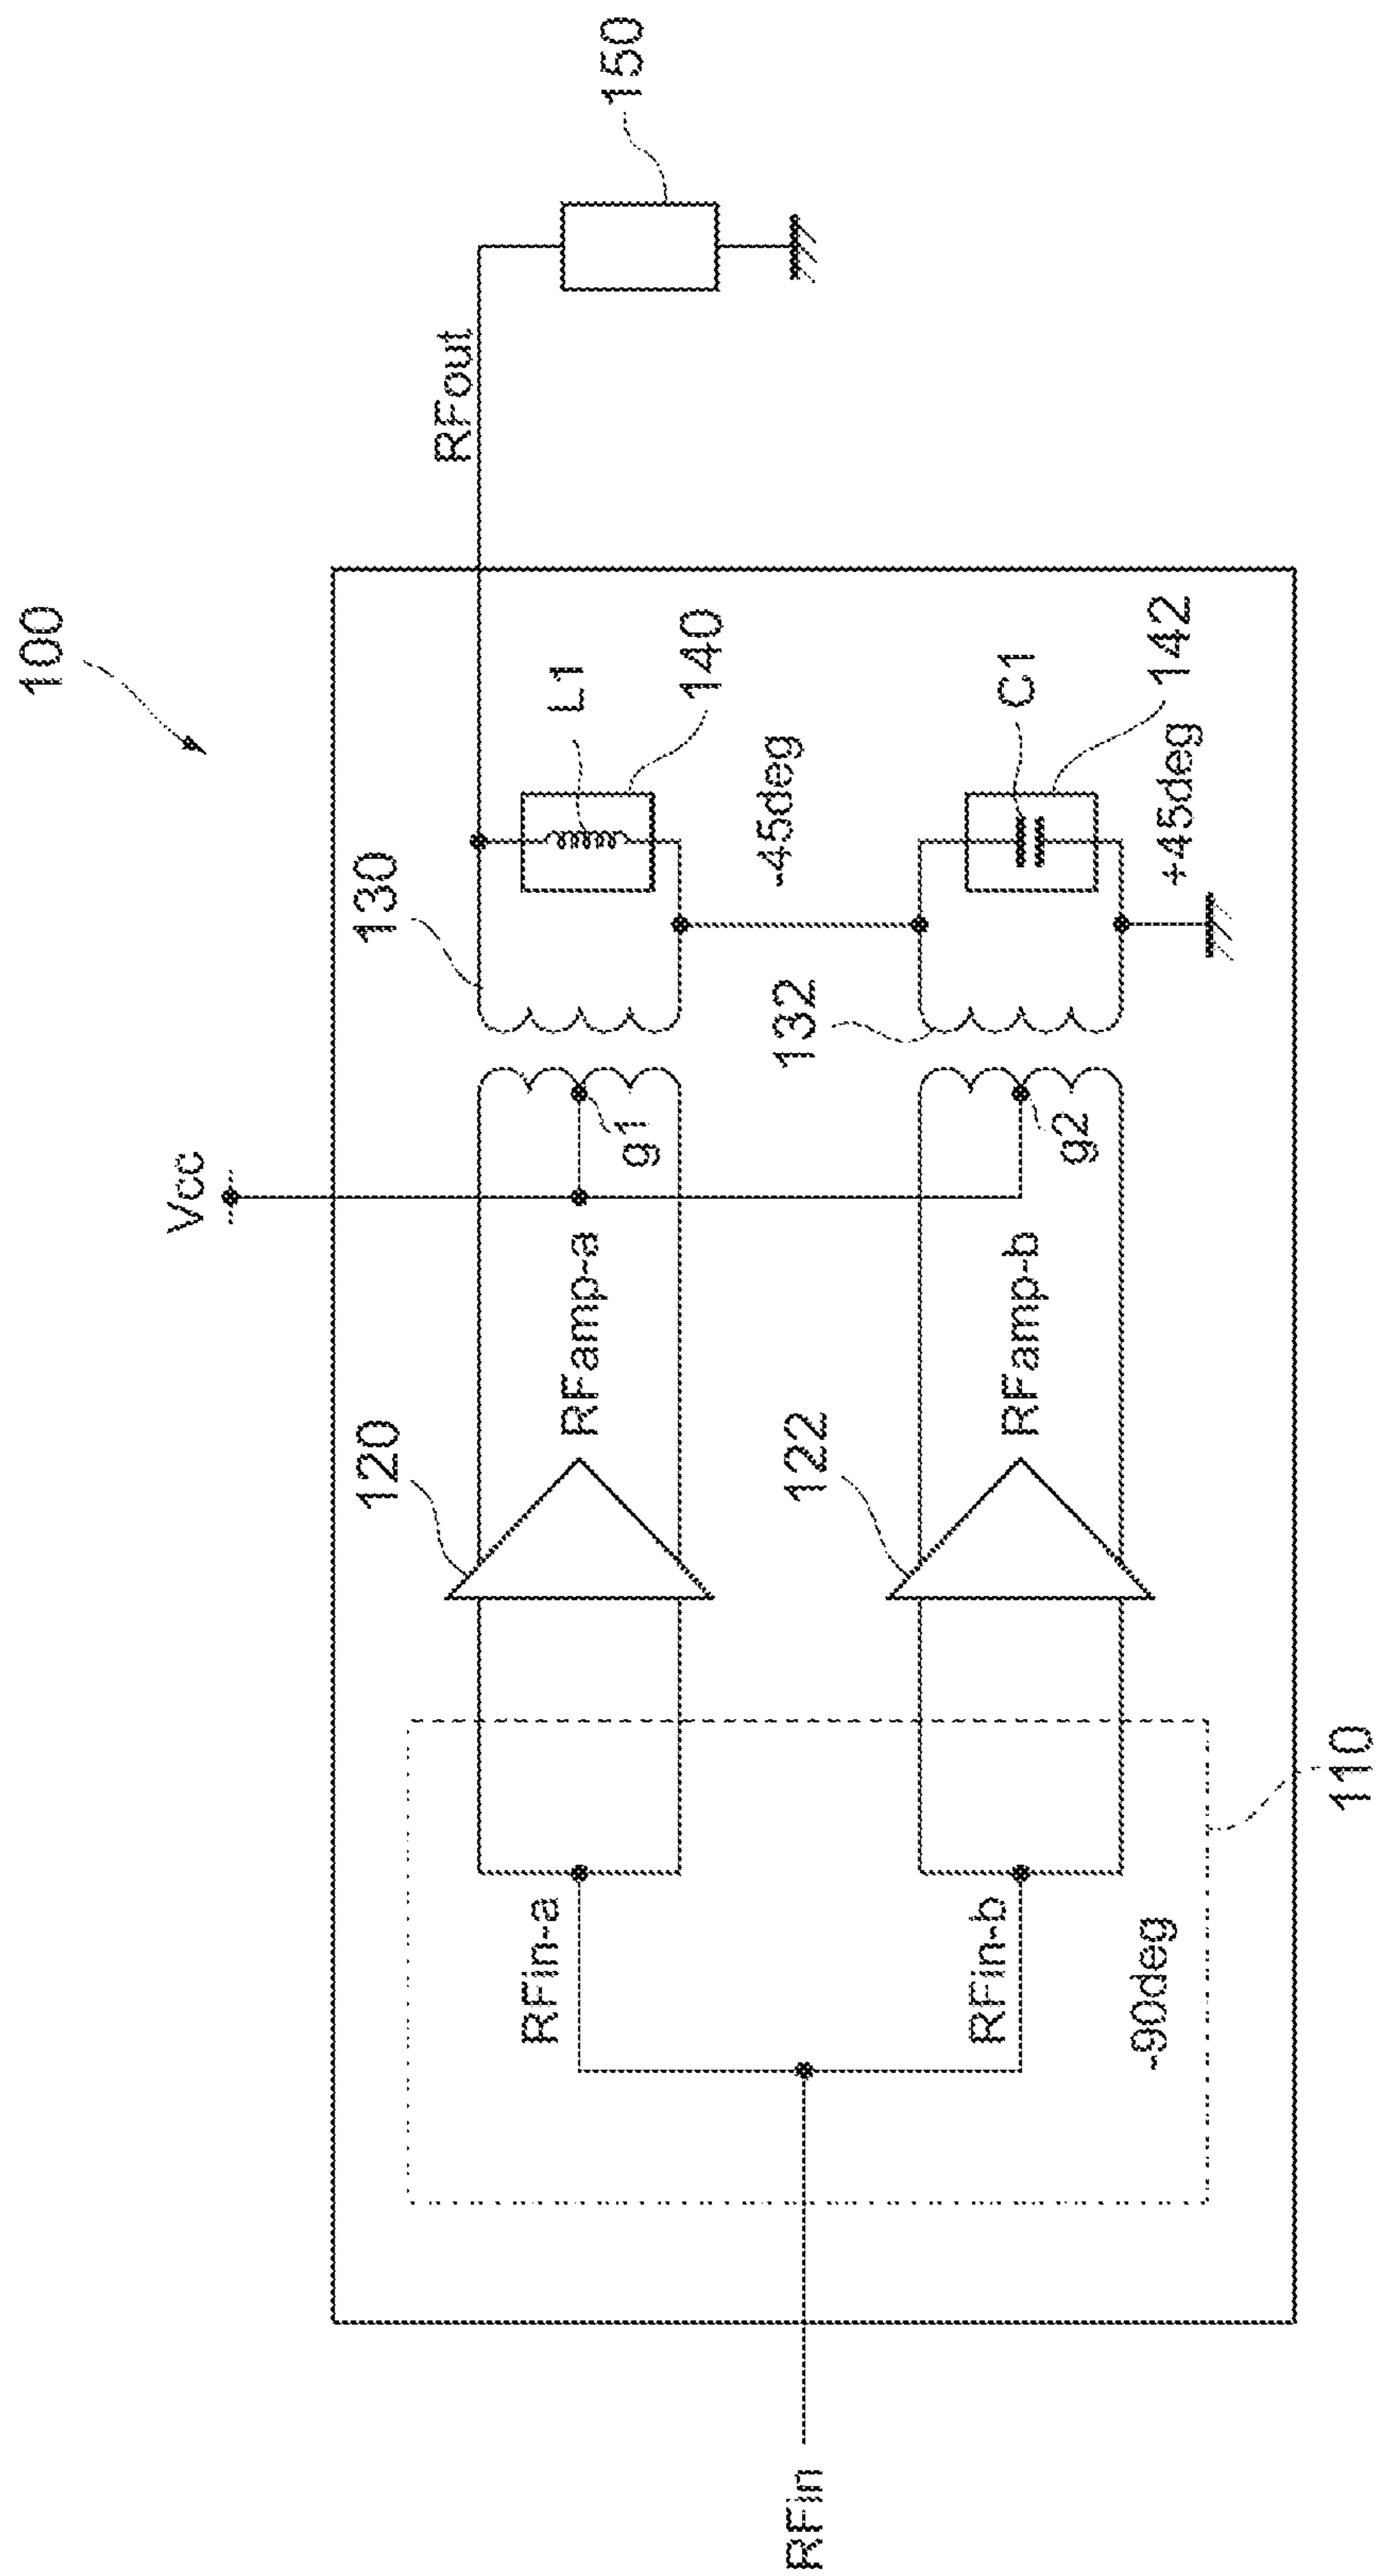 100
Vcc
130
L1
140
-45deg
RFout
150
120
RFamp-a
g1
RFin-a
RFin
132
C1
142
+45deg
122
RFamp-b
g2
RFin-b
-90deg
110